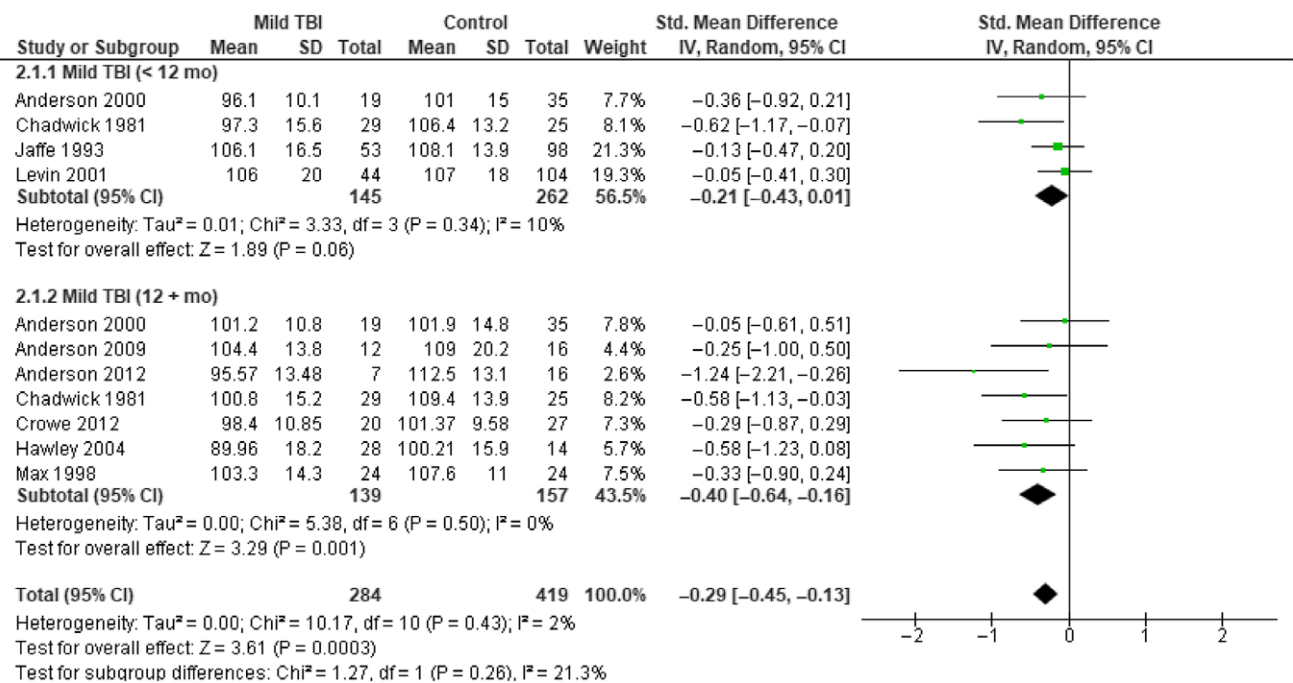 Mild TBI Control Std. Mean Difference Std. Mean Difference
Study or Subgroup Mean SD Total Mean SD Total Weight IV, Random, 95% CI IV, Random, 95% CI
2.1.1 Mild TBI (< 12 mo)
Anderson 2000 96.1 10.1 19 101 15 35 7.7% −0.36 [−0.92, 0.21]
Chadwick 1981 97.3 15.6 29 106.4 13.2 25 8.1% −0.62 [−1.17, −0.07]
Jaffe 1993 106.1 16.5 53 108.1 13.9 98 21.3% −0.13 [−0.47, 0.20]
Levin 2001 106 20 44 107 18 104 19.3% −0.05 [−0.41, 0.30]
Subtotal (95% CI) 145 262 56.5% −0.21 [−0.43, 0.01]
Heterogeneity: Tau² = 0.01; Chi² = 3.33, df = 3 (P = 0.34); I² = 10%
Test for overall effect: Z = 1.89 (P = 0.06)
2.1.2 Mild TBI (12 + mo)
Anderson 2000 101.2 10.8 19 101.9 14.8 35 7.8% −0.05 [−0.61, 0.51]
Anderson 2009 104.4 13.8 12 109 20.2 16 4.4% −0.25 [−1.00, 0.50]
Anderson 2012 95.57 13.48 7 112.5 13.1 16 2.6% −1.24 [−2.21, −0.26]
Chadwick 1981 100.8 15.2 29 109.4 13.9 25 8.2% −0.58 [−1.13, −0.03]
Crowe 2012 98.4 10.85 20 101.37 9.58 27 7.3% −0.29 [−0.87, 0.29]
Hawley 2004 89.96 18.2 28 100.21 15.9 14 5.7% −0.58 [−1.23, 0.08]
Max 1998 103.3 14.3 24 107.6 11 24 7.5% −0.33 [−0.90, 0.24]
Subtotal (95% CI) 139 157 43.5% −0.40 [−0.64, −0.16]
Heterogeneity: Tau² = 0.00; Chi² = 5.38, df = 6 (P = 0.50); I² = 0%
Test for overall effect: Z = 3.29 (P = 0.001)
Total (95% CI) 284 419 100.0% −0.29 [−0.45, −0.13]
Heterogeneity: Tau² = 0.00; Chi² = 10.17, df = 10 (P = 0.43); I² = 2%
−2 −1 0 1 2
Test for overall effect: Z = 3.61 (P = 0.0003)
Test for subgroup differences: Chi² = 1.27, df = 1 (P = 0.26), I² = 21.3%